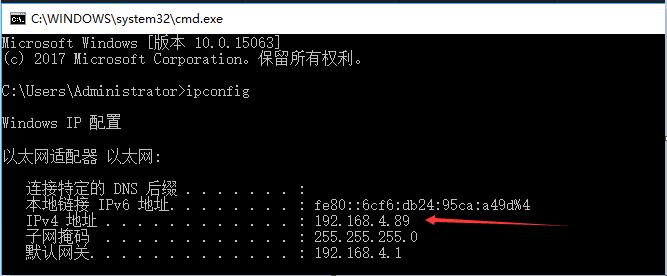 C:\WINDOWS\system32\cmd.exe
Microsoft Windows [版本 10.0.15063]
(c) 2017 Microsoft Corporation。保留所有权利。
C:\Users\Administrator>ipconfig
Windows IP 配置
以太网适配器 以太网:
连接特定的 DNS 后缀 . . . . . . . :
本地链接 IPv6 地址. . . . . . . . : fe80::6cf6:db24:95ca:a49d%4
IPv4 地址 . . . . . . . . . . . . : 192.168.4.89
子网掩码 . . . . . . . . . . . . : 255.255.255.0
默认网关. . . . . . . . . . . . . : 192.168.4.1